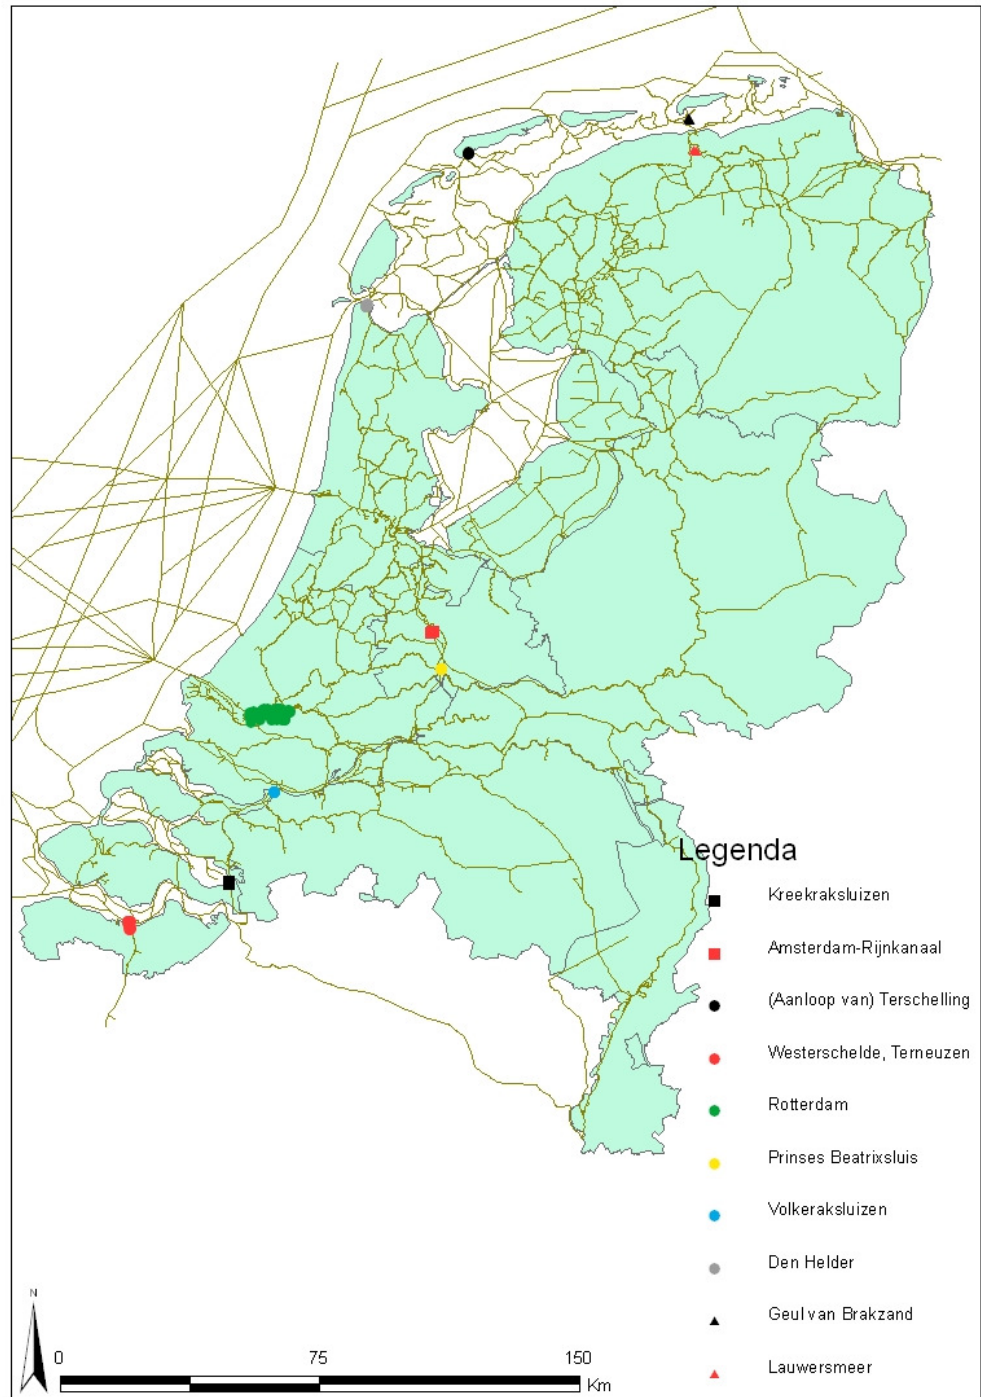 Legenda
Kreekraksluizen
Amsterdam-Rijnkanaal
(Aanloop van) Terschelling
Westerschelde, Terneuzen
Rotterdam
Prinses Beatrixsluis
Volkeraksluizen
Den Helder
Geul van Brakzand
Lauwersmeer
N
0 75 150
Km